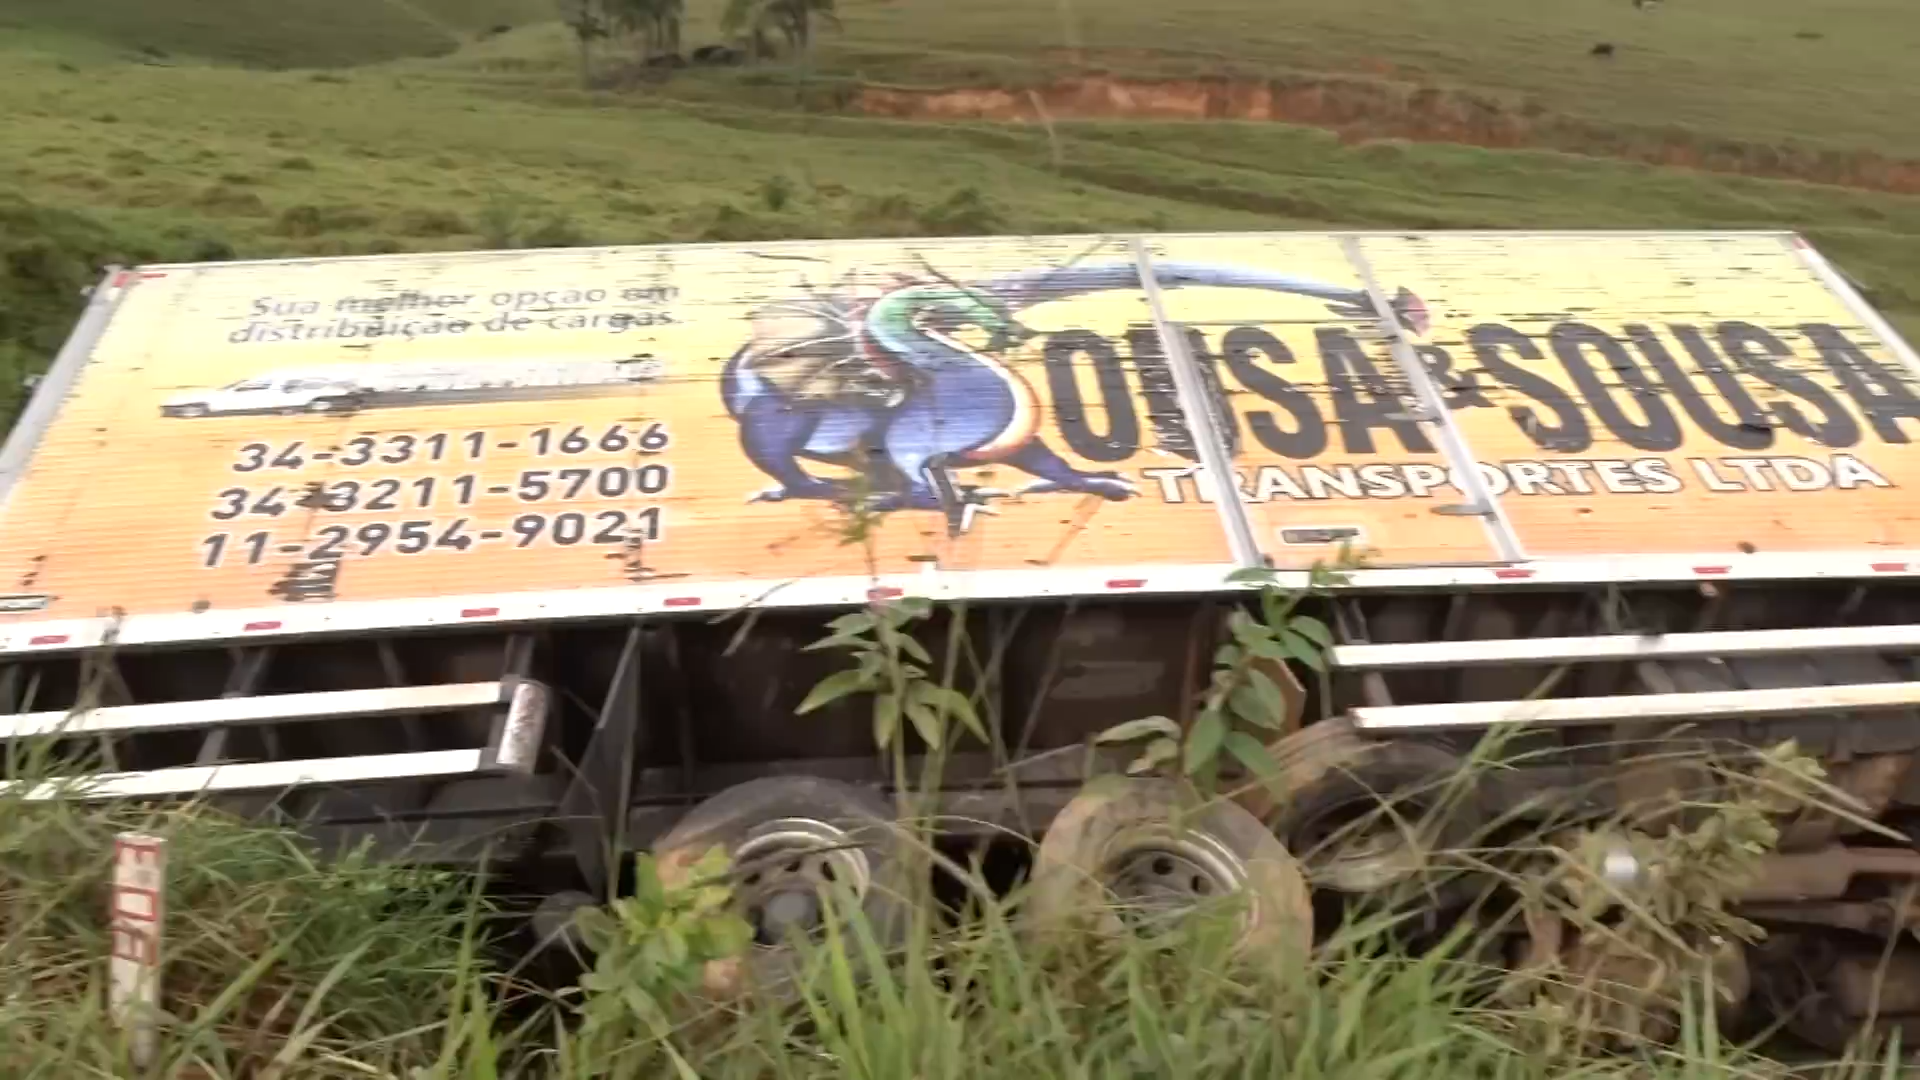 Sua melhor opção em
distribuição de cargas.
34-3311-1666
34-3211-5700
11-2954-9021
SOUSA & SOUSA
TRANSPORTES LTDA